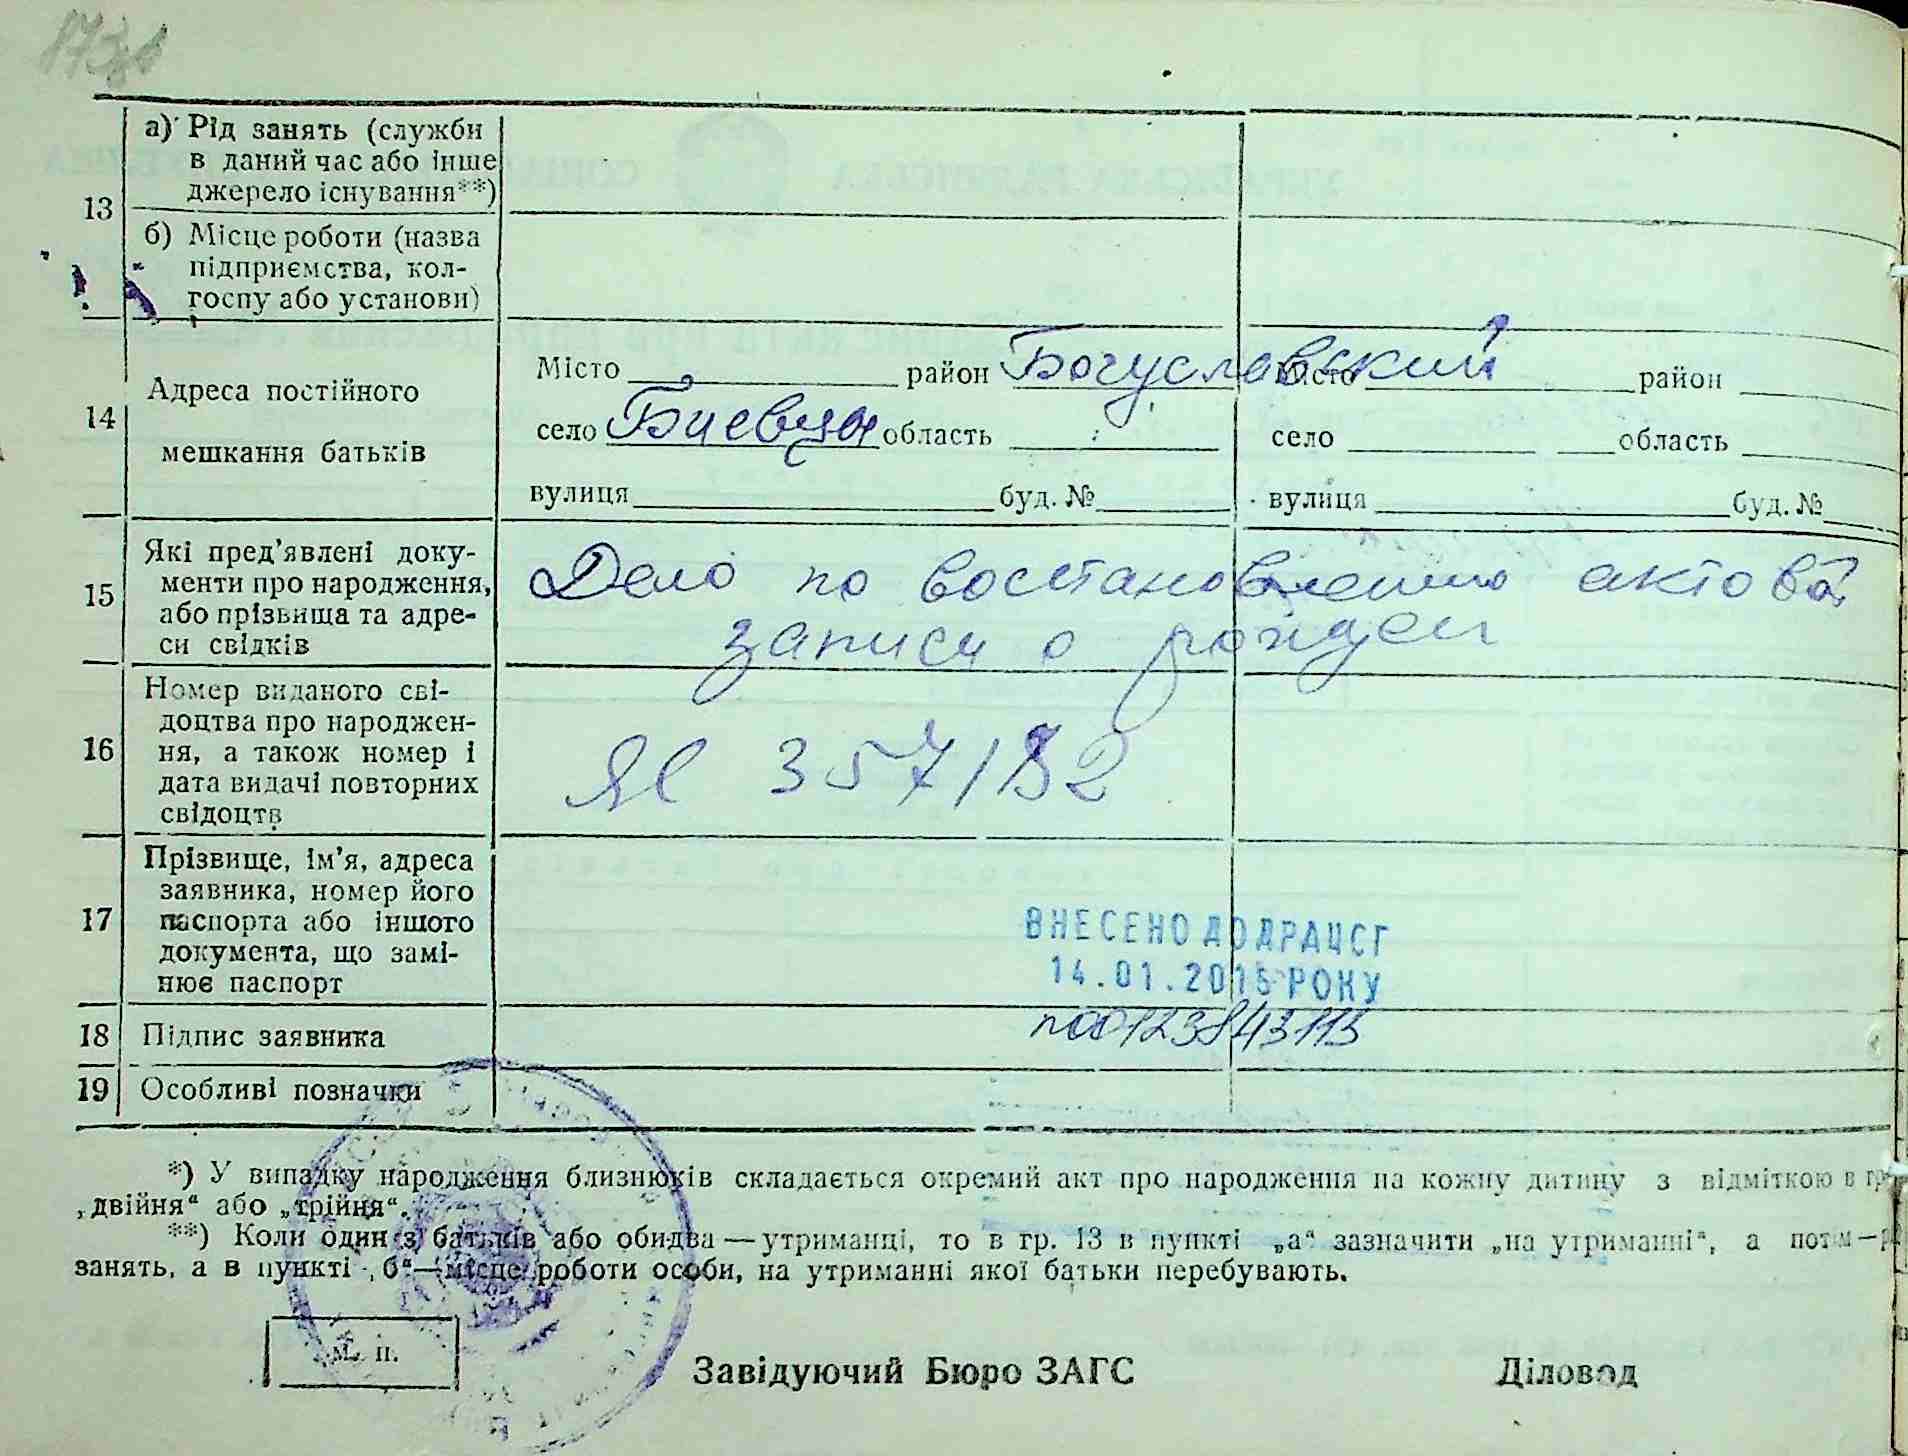 13
а) Рід занять (служби
в даний час або інше
джерело існування**)
б) Місце роботи (назва
підприємства, кол-
госпу або установи)
14
Адреса постійного
мешкання батьків
Місто район Богуславский
село Биевцы область
вулиця буд. №
Місто район
село область
вулиця буд. №
15
Які пред’явлені доку-
менти про народження,
або прізвища та адре-
си свідків
Дело по восстановлению актовой
записи о рожден
16
Номер виданого сві-
доцтва про народжен-
ня, а також номер і
дата видачі повторних
свідоцтв
ЯС 357182
17
Прізвище, ім’я, адреса
заявника, номер його
паспорта або іншого
документа, що замі-
нює паспорт
ВНЕСЕНО ДО ДРАЦСГ
14.01.2015 РОКУ
18
Підпис заявника
п00123843113
19
Особливі позначки
*) У випадку народження близнюків складається окремий акт про народження на кожну дитину з відміткою в гр
„двійня“ або „трійня“.
**) Коли один з батьків або обидва — утриманці, то в гр. 13 в пункті „а“ зазначити „на утриманні“, а потім — р
занять, а в пункті „б“ — місце роботи особи, на утриманні якої батьки перебувають.
м. п.
Завідуючий Бюро ЗАГС
Діловод